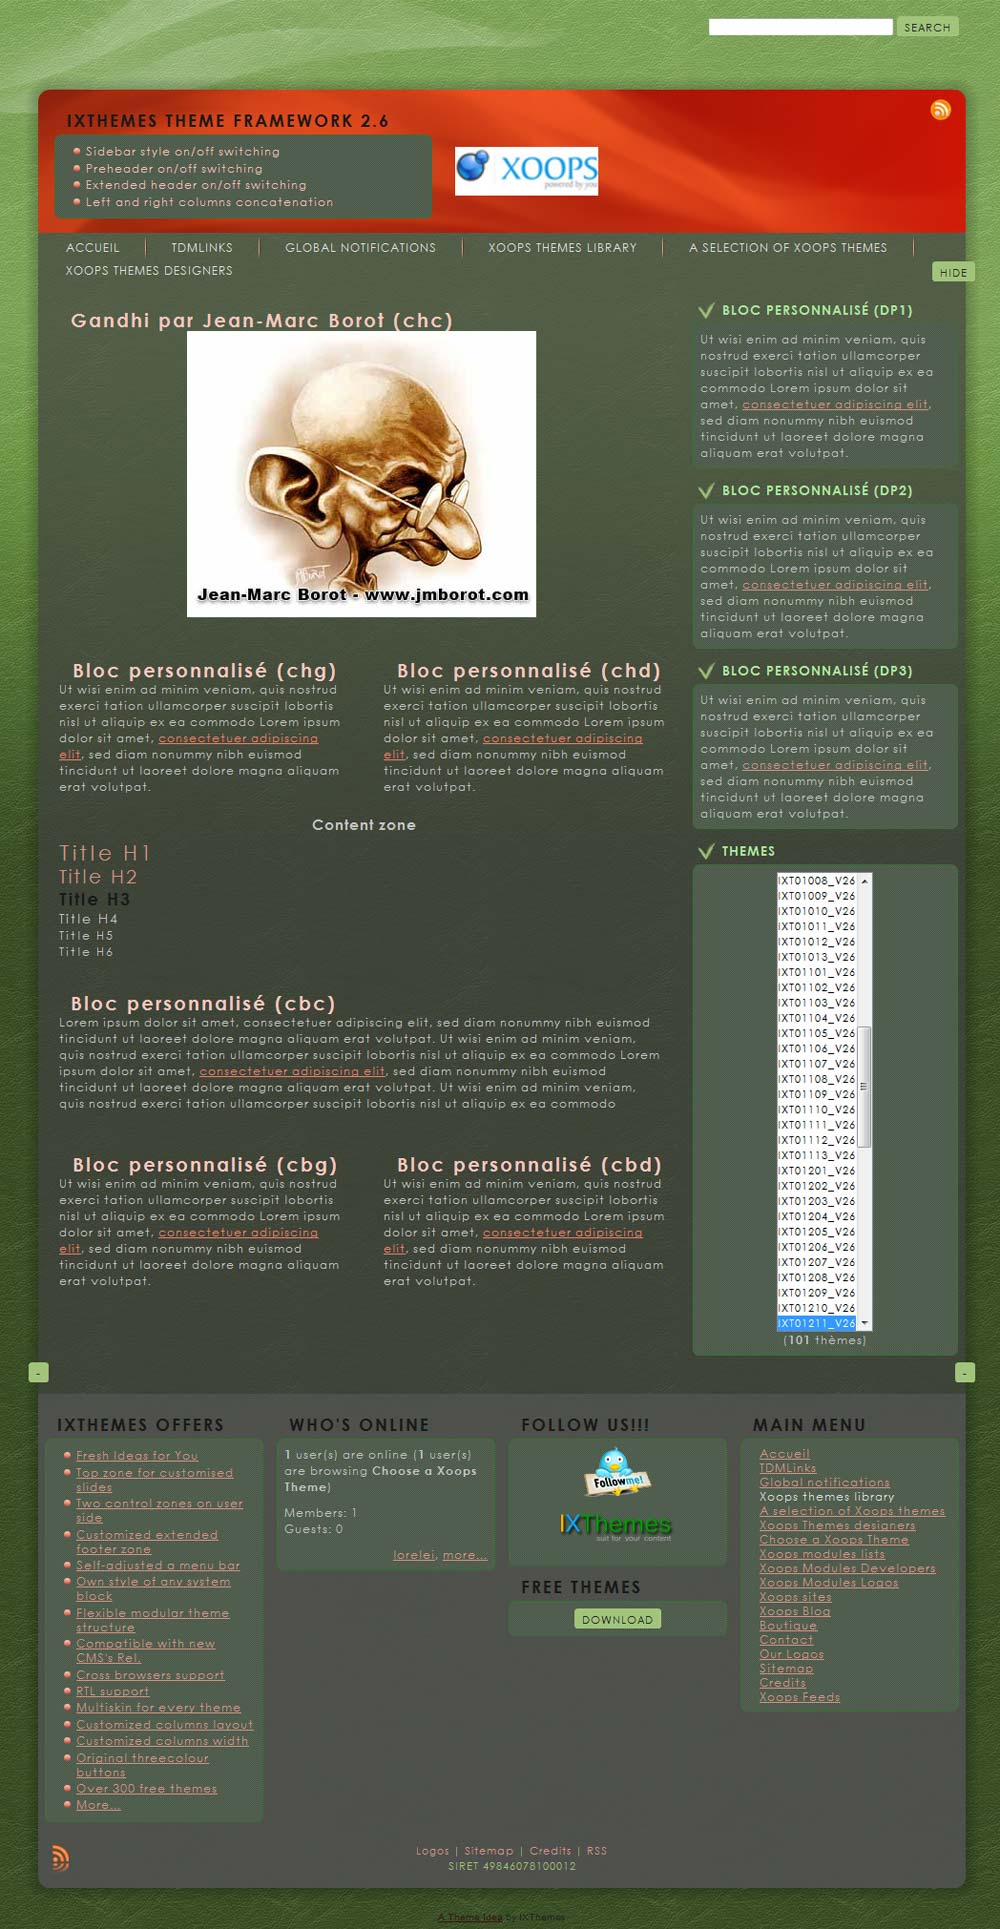 SEARCH
IXTHEMES THEME FRAMEWORK 2.6
Sidebar style on/off switching
Preheader on/off switching
Extended header on/off switching
Left and right columns concatenation
XOOPS
powered by you
ACCUEIL
TDMLINKS
GLOBAL NOTIFICATIONS
XOOPS THEMES LIBRARY
A SELECTION OF XOOPS THEMES
XOOPS THEMES DESIGNERS
HIDE
Gandhi par Jean-Marc Borot (chc)
Jean-Marc Borot - www.jmborot.com
Bloc personnalisé (chg)
Ut wisi enim ad minim veniam, quis nostrud
exerci tation ullamcorper suscipit lobortis
nisl ut aliquip ex ea commodo Lorem ipsum
dolor sit amet, consectetuer adipiscing
elit, sed diam nonummy nibh euismod
tincidunt ut laoreet dolore magna aliquam
erat volutpat.
Bloc personnalisé (chd)
Ut wisi enim ad minim veniam, quis nostrud
exerci tation ullamcorper suscipit lobortis
nisl ut aliquip ex ea commodo Lorem ipsum
dolor sit amet, consectetuer adipiscing
elit, sed diam nonummy nibh euismod
tincidunt ut laoreet dolore magna aliquam
erat volutpat.
Content zone
Title H1
Title H2
Title H3
Title H4
Title H5
Title H6
Bloc personnalisé (cbc)
Lorem ipsum dolor sit amet, consectetuer adipiscing elit, sed diam nonummy nibh euismod
tincidunt ut laoreet dolore magna aliquam erat volutpat. Ut wisi enim ad minim veniam,
quis nostrud exerci tation ullamcorper suscipit lobortis nisl ut aliquip ex ea commodo Lorem
ipsum dolor sit amet, consectetuer adipiscing elit, sed diam nonummy nibh euismod
tincidunt ut laoreet dolore magna aliquam erat volutpat. Ut wisi enim ad minim veniam,
quis nostrud exerci tation ullamcorper suscipit lobortis nisl ut aliquip ex ea commodo
Bloc personnalisé (cbg)
Ut wisi enim ad minim veniam, quis nostrud
exerci tation ullamcorper suscipit lobortis
nisl ut aliquip ex ea commodo Lorem ipsum
dolor sit amet, consectetuer adipiscing
elit, sed diam nonummy nibh euismod
tincidunt ut laoreet dolore magna aliquam
erat volutpat.
Bloc personnalisé (cbd)
Ut wisi enim ad minim veniam, quis nostrud
exerci tation ullamcorper suscipit lobortis
nisl ut aliquip ex ea commodo Lorem ipsum
dolor sit amet, consectetuer adipiscing
elit, sed diam nonummy nibh euismod
tincidunt ut laoreet dolore magna aliquam
erat volutpat.
BLOC PERSONNALISÉ (DP1)
Ut wisi enim ad minim veniam, quis
nostrud exerci tation ullamcorper
suscipit lobortis nisl ut aliquip ex ea
commodo Lorem ipsum dolor sit
amet, consectetuer adipiscing elit,
sed diam nonummy nibh euismod
tincidunt ut laoreet dolore magna
aliquam erat volutpat.
BLOC PERSONNALISÉ (DP2)
Ut wisi enim ad minim veniam, quis
nostrud exerci tation ullamcorper
suscipit lobortis nisl ut aliquip ex ea
commodo Lorem ipsum dolor sit
amet, consectetuer adipiscing elit,
sed diam nonummy nibh euismod
tincidunt ut laoreet dolore magna
aliquam erat volutpat.
BLOC PERSONNALISÉ (DP3)
Ut wisi enim ad minim veniam, quis
nostrud exerci tation ullamcorper
suscipit lobortis nisl ut aliquip ex ea
commodo Lorem ipsum dolor sit
amet, consectetuer adipiscing elit,
sed diam nonummy nibh euismod
tincidunt ut laoreet dolore magna
aliquam erat volutpat.
THEMES
IXT01008_V26
IXT01009_V26
IXT01010_V26
IXT01011_V26
IXT01012_V26
IXT01013_V26
IXT01101_V26
IXT01102_V26
IXT01103_V26
IXT01104_V26
IXT01105_V26
IXT01106_V26
IXT01107_V26
IXT01108_V26
IXT01109_V26
IXT01110_V26
IXT01111_V26
IXT01112_V26
IXT01113_V26
IXT01201_V26
IXT01202_V26
IXT01203_V26
IXT01204_V26
IXT01205_V26
IXT01206_V26
IXT01207_V26
IXT01208_V26
IXT01209_V26
IXT01210_V26
IXT01211_V26
(101 thèmes)
-
-
IXTHEMES OFFERS
Fresh Ideas for You
Top zone for customised
slides
Two control zones on user
side
Customized extended
footer zone
Self-adjusted a menu bar
Own style of any system
block
Flexible modular theme
structure
Compatible with new
CMS's Rel.
Cross browsers support
RTL support
Multiskin for every theme
Customized columns layout
Customized columns width
Original threecolour
buttons
Over 300 free themes
More...
WHO'S ONLINE
1 user(s) are online (1 user(s)
are browsing Choose a Xoops
Theme)
Members: 1
Guests: 0
lorelei, more...
FOLLOW US!!!
Follow me!
IXThemes
suit for your content
FREE THEMES
DOWNLOAD
MAIN MENU
Accueil
TDMLinks
Global notifications
Xoops themes library
A selection of Xoops themes
Xoops Themes designers
Choose a Xoops Theme
Xoops modules lists
Xoops Modules Developers
Xoops Modules Logos
Xoops sites
Xoops Blog
Boutique
Contact
Our Logos
Sitemap
Credits
Xoops Feeds
Logos | Sitemap | Credits | RSS
SIRET 49846078100012
A Theme Idea by IXThemes